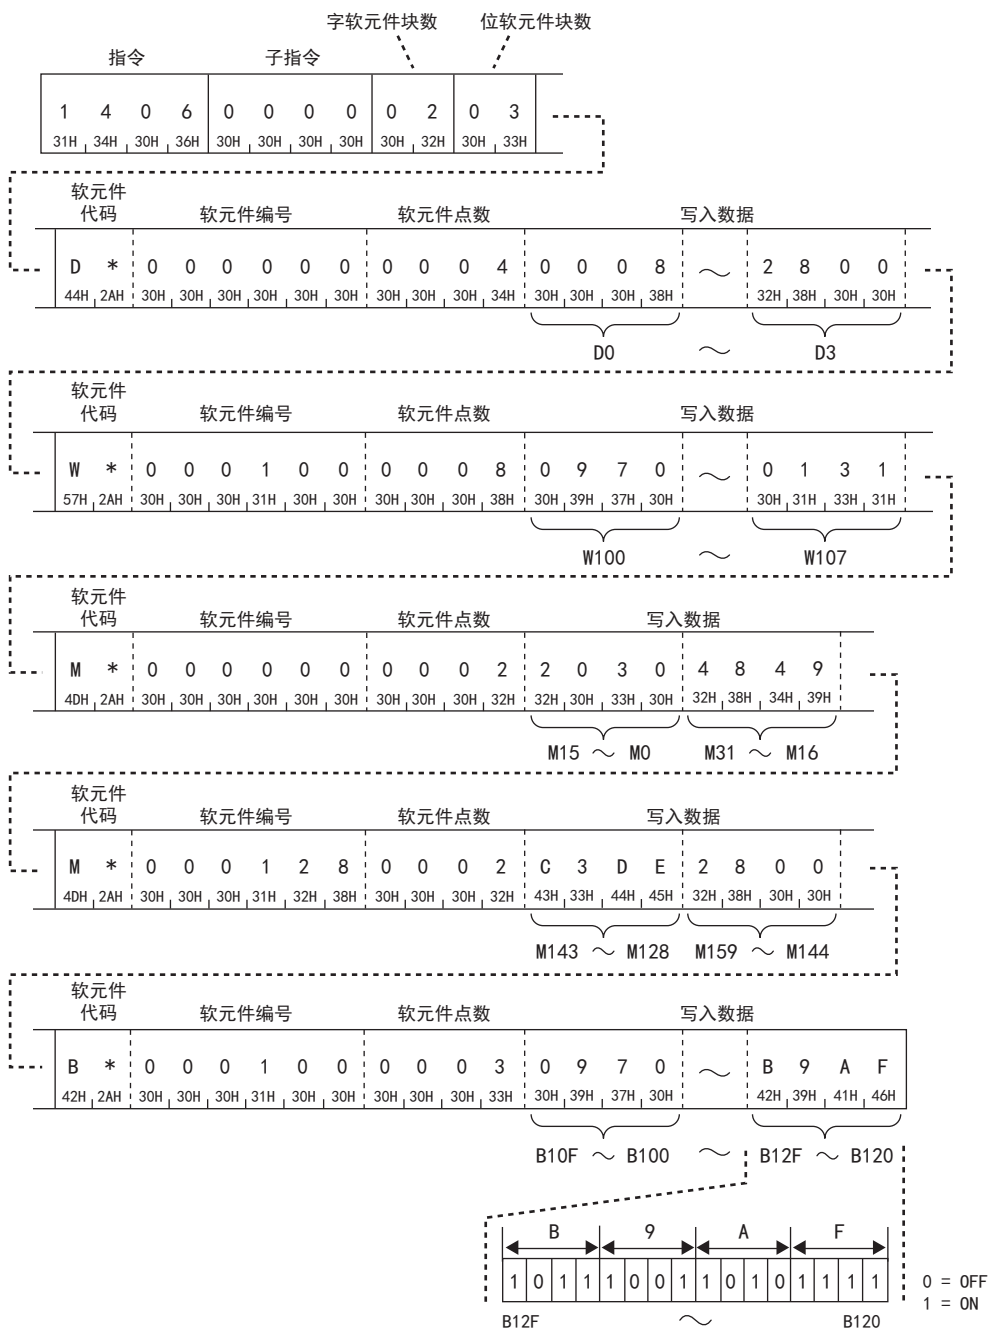 字软元件块数 位软元件块数
指令 子指令
1 4 0 6 0 0 0 0 0 2 0 3
31H 34H 30H 36H 30H 30H 30H 30H 30H 32H 30H 33H
软元件
代码 软元件编号 软元件点数 写入数据
D * 0 0 0 0 0 0 0 0 0 4 0 0 0 8 ~ 2 8 0 0
44H 2AH 30H 30H 30H 30H 30H 30H 30H 30H 30H 34H 30H 30H 30H 38H 32H 38H 30H 30H
D0 ~ D3
软元件
代码 软元件编号 软元件点数 写入数据
W * 0 0 0 1 0 0 0 0 0 8 0 9 7 0 ~ 0 1 3 1
57H 2AH 30H 30H 30H 31H 30H 30H 30H 30H 30H 38H 30H 39H 37H 30H 30H 31H 33H 31H
W100 ~ W107
软元件
代码 软元件编号 软元件点数 写入数据
M * 0 0 0 0 0 0 0 0 0 2 2 0 3 0 4 8 4 9
4DH 2AH 30H 30H 30H 30H 30H 30H 30H 30H 30H 32H 32H 30H 33H 30H 32H 38H 34H 39H
M15 ~ M0 M31 ~ M16
软元件
代码 软元件编号 软元件点数 写入数据
M * 0 0 0 1 2 8 0 0 0 2 C 3 D E 2 8 0 0
4DH 2AH 30H 30H 30H 31H 32H 38H 30H 30H 30H 32H 43H 33H 44H 45H 32H 38H 30H 30H
M143 ~ M128 M159 ~ M144
软元件
代码 软元件编号 软元件点数 写入数据
B * 0 0 0 1 0 0 0 0 0 3 0 9 7 0 ~ B 9 A F
42H 2AH 30H 30H 30H 31H 30H 30H 30H 30H 30H 33H 30H 39H 37H 30H 42H 39H 41H 46H
B10F ~ B100 ~ B12F ~ B120
B 9 A F
1 0 1 1 1 0 0 1 1 0 1 0 1 1 1 1 0 = OFF
1 = ON
B12F ~ B120